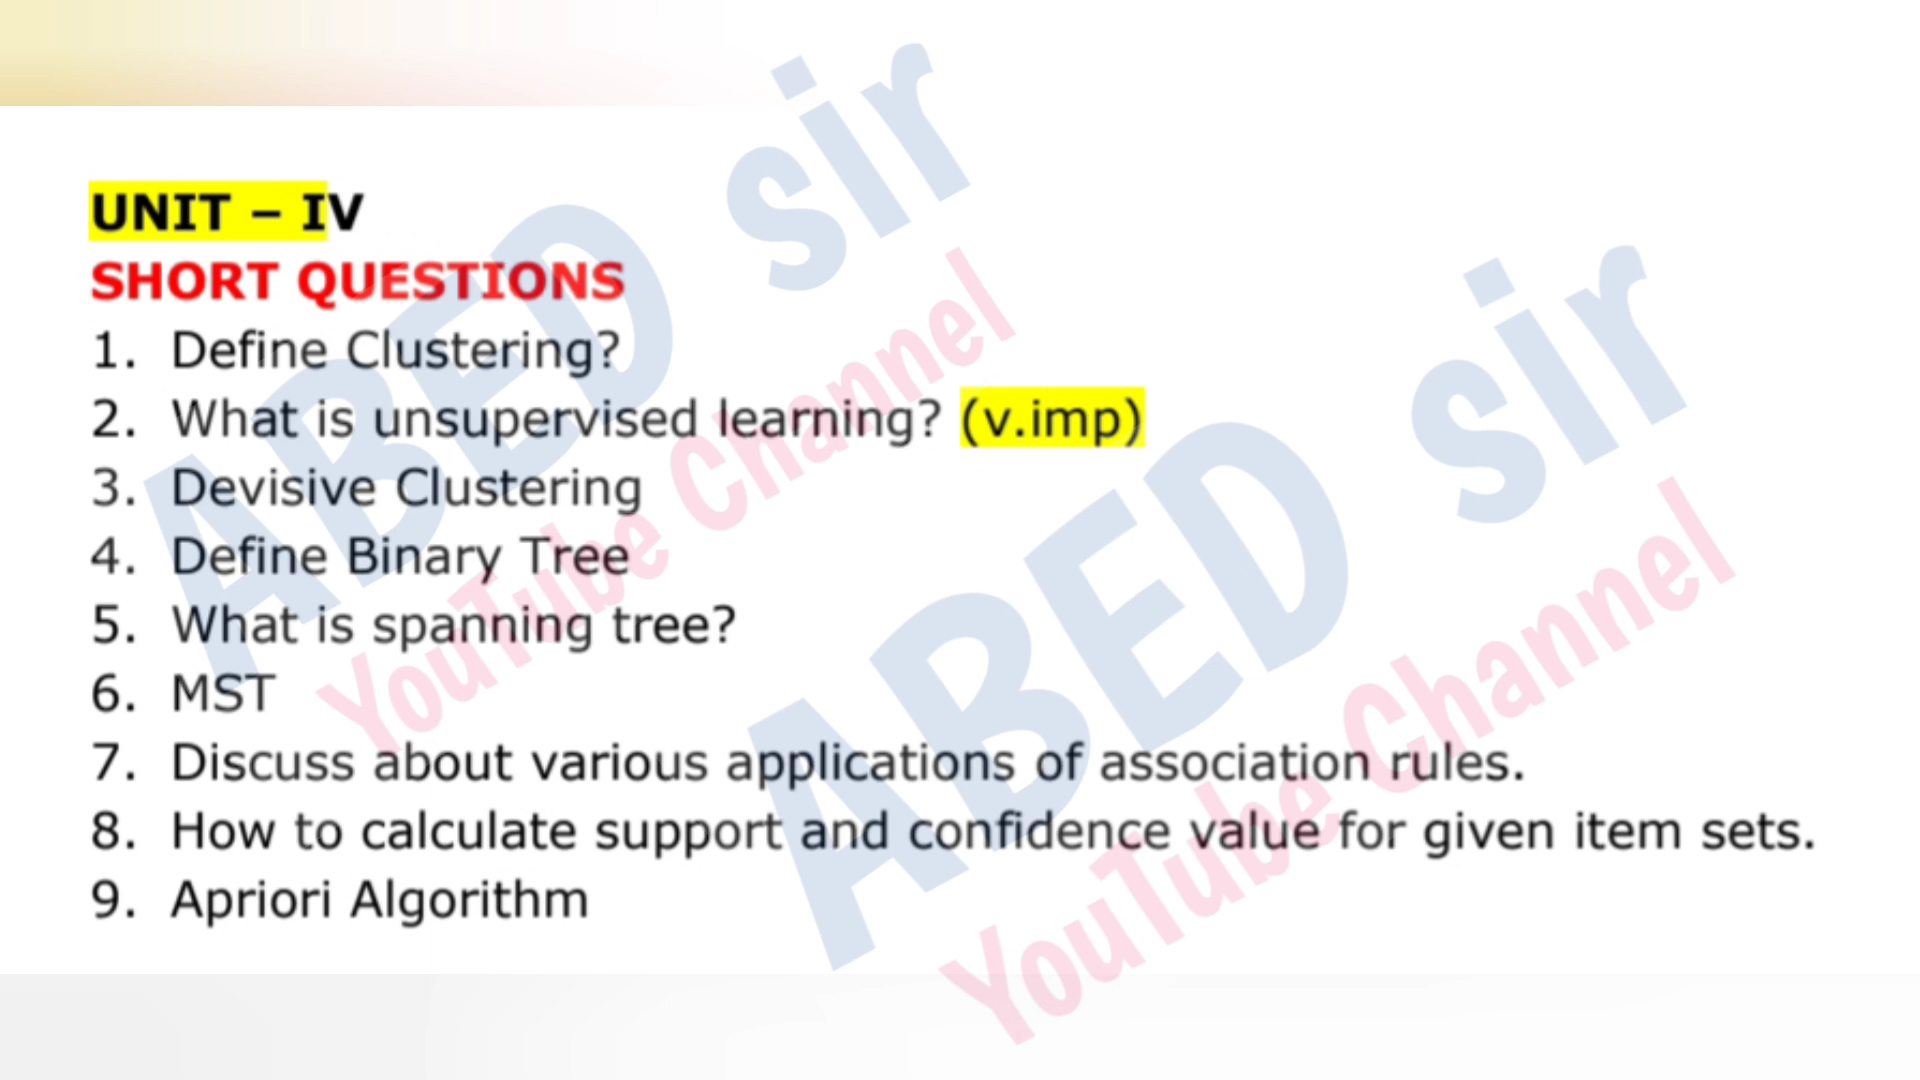 UNIT – IV
SHORT QUESTIONS
1. Define Clustering?
2. What is unsupervised learning? (v.imp)
3. Devisive Clustering
4. Define Binary Tree
5. What is spanning tree?
6. MST
7. Discuss about various applications of association rules.
8. How to calculate support and confidence value for given item sets.
9. Apriori Algorithm
ABED sir
YouTube Channel
ABED sir
YouTube Channel